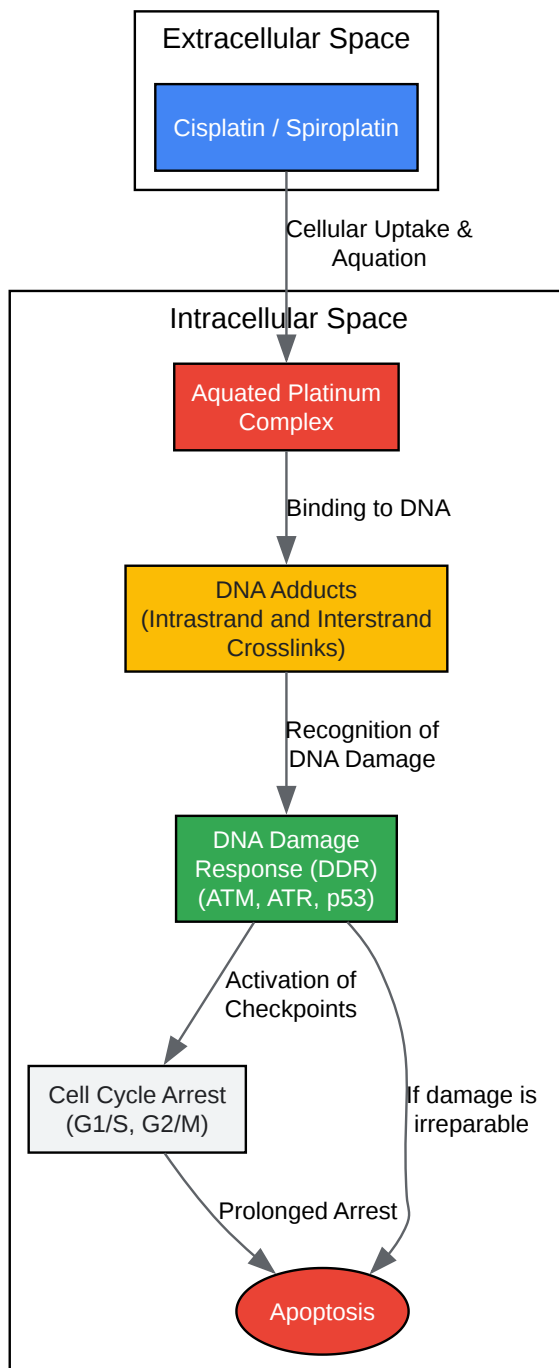 Extracellular Space
Cisplatin / Spiroplatin
Cellular Uptake &
Aquation
Intracellular Space
Aquated Platinum
Complex
Binding to DNA
DNA Adducts
(Intrastrand and Interstrand
Crosslinks)
Recognition of
DNA Damage
DNA Damage
Response (DDR)
(ATM, ATR, p53)
Activation of
Checkpoints
Cell Cycle Arrest
(G1/S, G2/M)
If damage is
irreparable
Prolonged Arrest
Apoptosis